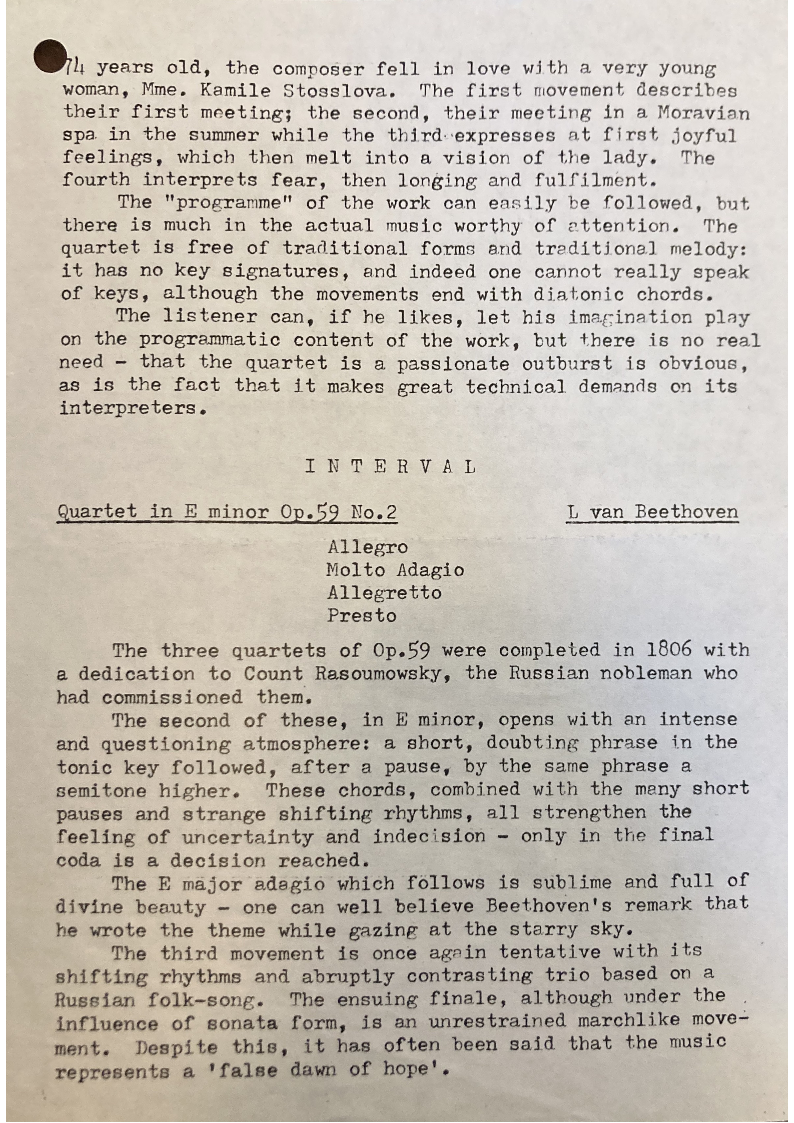 74 years old, the composer fell in love with a very young
woman, Mme. Kamile Stosslova. The first movement describes
their first meeting; the second, their meeting in a Moravian
spa in the summer while the third expresses at first joyful
feelings, which then melt into a vision of the lady. The
fourth interprets fear, then longing and fulfilment.
The "programme" of the work can easily be followed, but
there is much in the actual music worthy of attention. The
quartet is free of traditional forms and traditional melody:
it has no key signatures, and indeed one cannot really speak
of keys, although the movements end with diatonic chords.
The listener can, if he likes, let his imagination play
on the programmatic content of the work, but there is no real
need - that the quartet is a passionate outburst is obvious,
as is the fact that it makes great technical demands on its
interpreters.
I N T E R V A L
Quartet in E minor Op.59 No.2 L van Beethoven
Allegro
Molto Adagio
Allegretto
Presto
The three quartets of Op.59 were completed in 1806 with
a dedication to Count Rasoumowsky, the Russian nobleman who
had commissioned them.
The second of these, in E minor, opens with an intense
and questioning atmosphere: a short, doubting phrase in the
tonic key followed, after a pause, by the same phrase a
semitone higher. These chords, combined with the many short
pauses and strange shifting rhythms, all strengthen the
feeling of uncertainty and indecision - only in the final
coda is a decision reached.
The E major adagio which follows is sublime and full of
divine beauty - one can well believe Beethoven's remark that
he wrote the theme while gazing at the starry sky.
The third movement is once again tentative with its
shifting rhythms and abruptly contrasting trio based on a
Russian folk-song. The ensuing finale, although under the
influence of sonata form, is an unrestrained marchlike move-
ment. Despite this, it has often been said that the music
represents a 'false dawn of hope'.